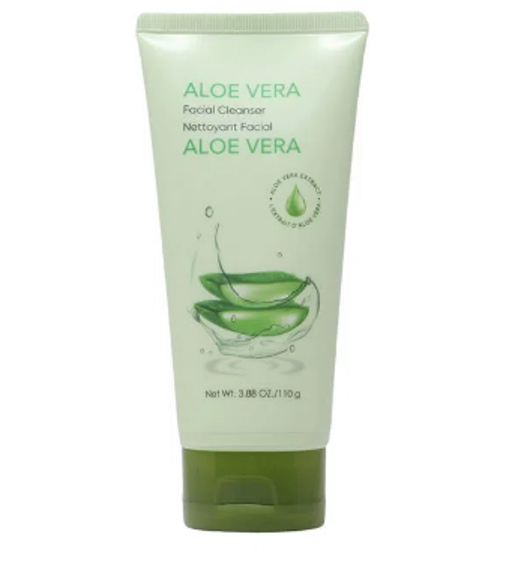 ALOE VERA
Facial Cleanser
Nettoyant Facial
ALOE VERA
• ALOE VERA EXTRACT •
L'EXTRAIT D'ALOE VERA
Net Wt. 3.88 OZ./110 g